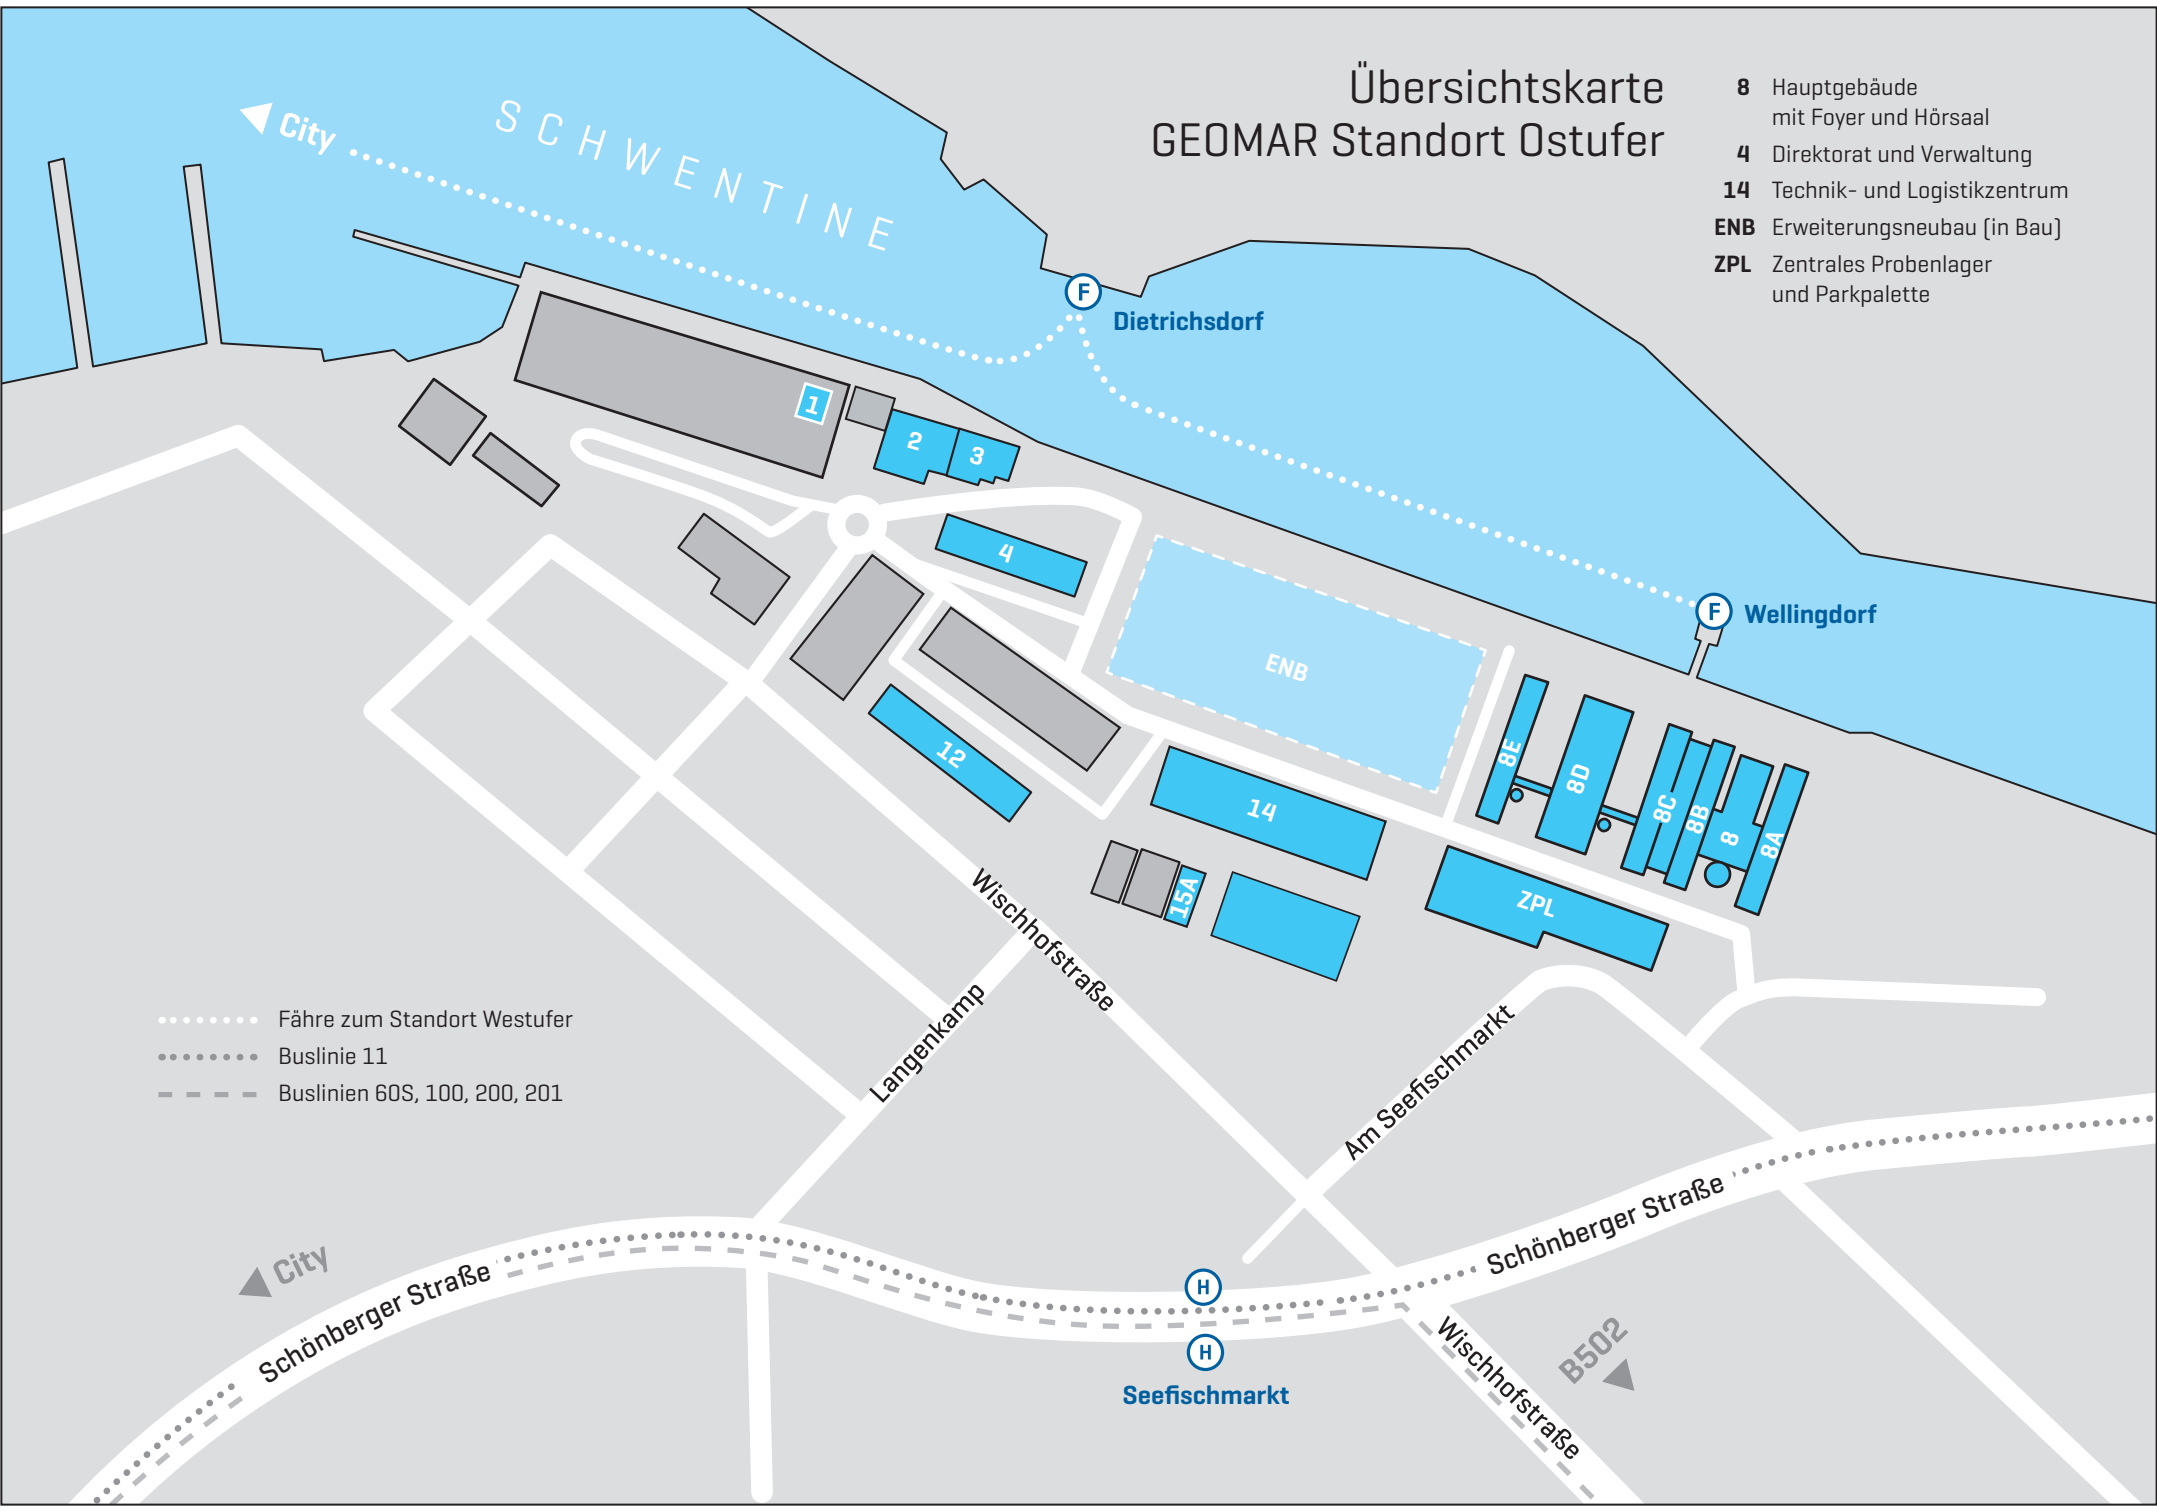 Übersichtskarte
GEOMAR Standort Ostufer
8 Hauptgebäude
mit Foyer und Hörsaal
4 Direktorat und Verwaltung
14 Technik- und Logistikzentrum
ENB Erweiterungsneubau (in Bau)
ZPL Zentrales Probenlager
und Parkpalette
City
SCHWENTINE
F
Dietrichsdorf
1
2
3
4
ENB
F
Wellingdorf
12
14
15A
8E
8D
8C
8B
8
8A
ZPL
Wischhofstraße
Langenkamp
Am Seefischmarkt
Fähre zum Standort Westufer
Buslinie 11
Buslinien 60S, 100, 200, 201
City
Schönberger Straße
Schönberger Straße
H
H
Seefischmarkt
Wischhofstraße
B502